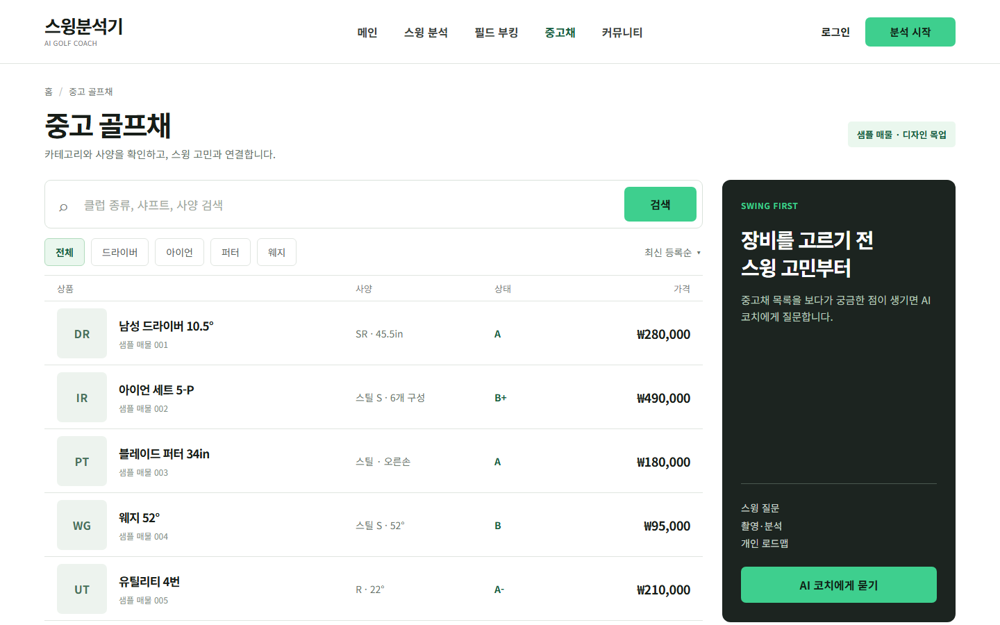 스윙분석기
AI GOLF COACH
메인 스윙 분석 필드 부킹 중고채 커뮤니티
로그인 분석 시작
홈 / 중고 골프채
중고 골프채
카테고리와 사양을 확인하고, 스윙 고민과 연결합니다.
샘플 매물 · 디자인 목업
클럽 종류, 샤프트, 사양 검색
검색
전체 드라이버 아이언 퍼터 웨지
최신 등록순 ▾
상품 사양 상태 가격
DR 남성 드라이버 10.5° SR · 45.5in A ₩280,000
샘플 매물 001
IR 아이언 세트 5-P 스틸 S · 6개 구성 B+ ₩490,000
샘플 매물 002
PT 블레이드 퍼터 34in 스틸 · 오른손 A ₩180,000
샘플 매물 003
WG 웨지 52° 스틸 S · 52° B ₩95,000
샘플 매물 004
UT 유틸리티 4번 R · 22° A- ₩210,000
샘플 매물 005
SWING FIRST
장비를 고르기 전
스윙 고민부터
중고채 목록을 보다가 궁금한 점이 생기면 AI
코치에게 질문합니다.
스윙 질문
촬영·분석
개인 로드맵
AI 코치에게 묻기